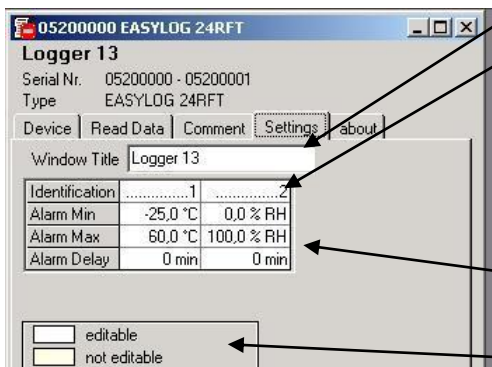 05200000 EASYLOG 24RFT
Logger 13
Serial Nr. 05200000 - 05200001
Type EASYLOG 24RFT
Device Read Data Comment Settings about
Window Title Logger 13
Identification ..............1 ..............2
Alarm Min -25,0 °C 0,0 % RH
Alarm Max 60,0 °C 100,0 % RH
Alarm Delay 0 min 0 min
editable
not editable